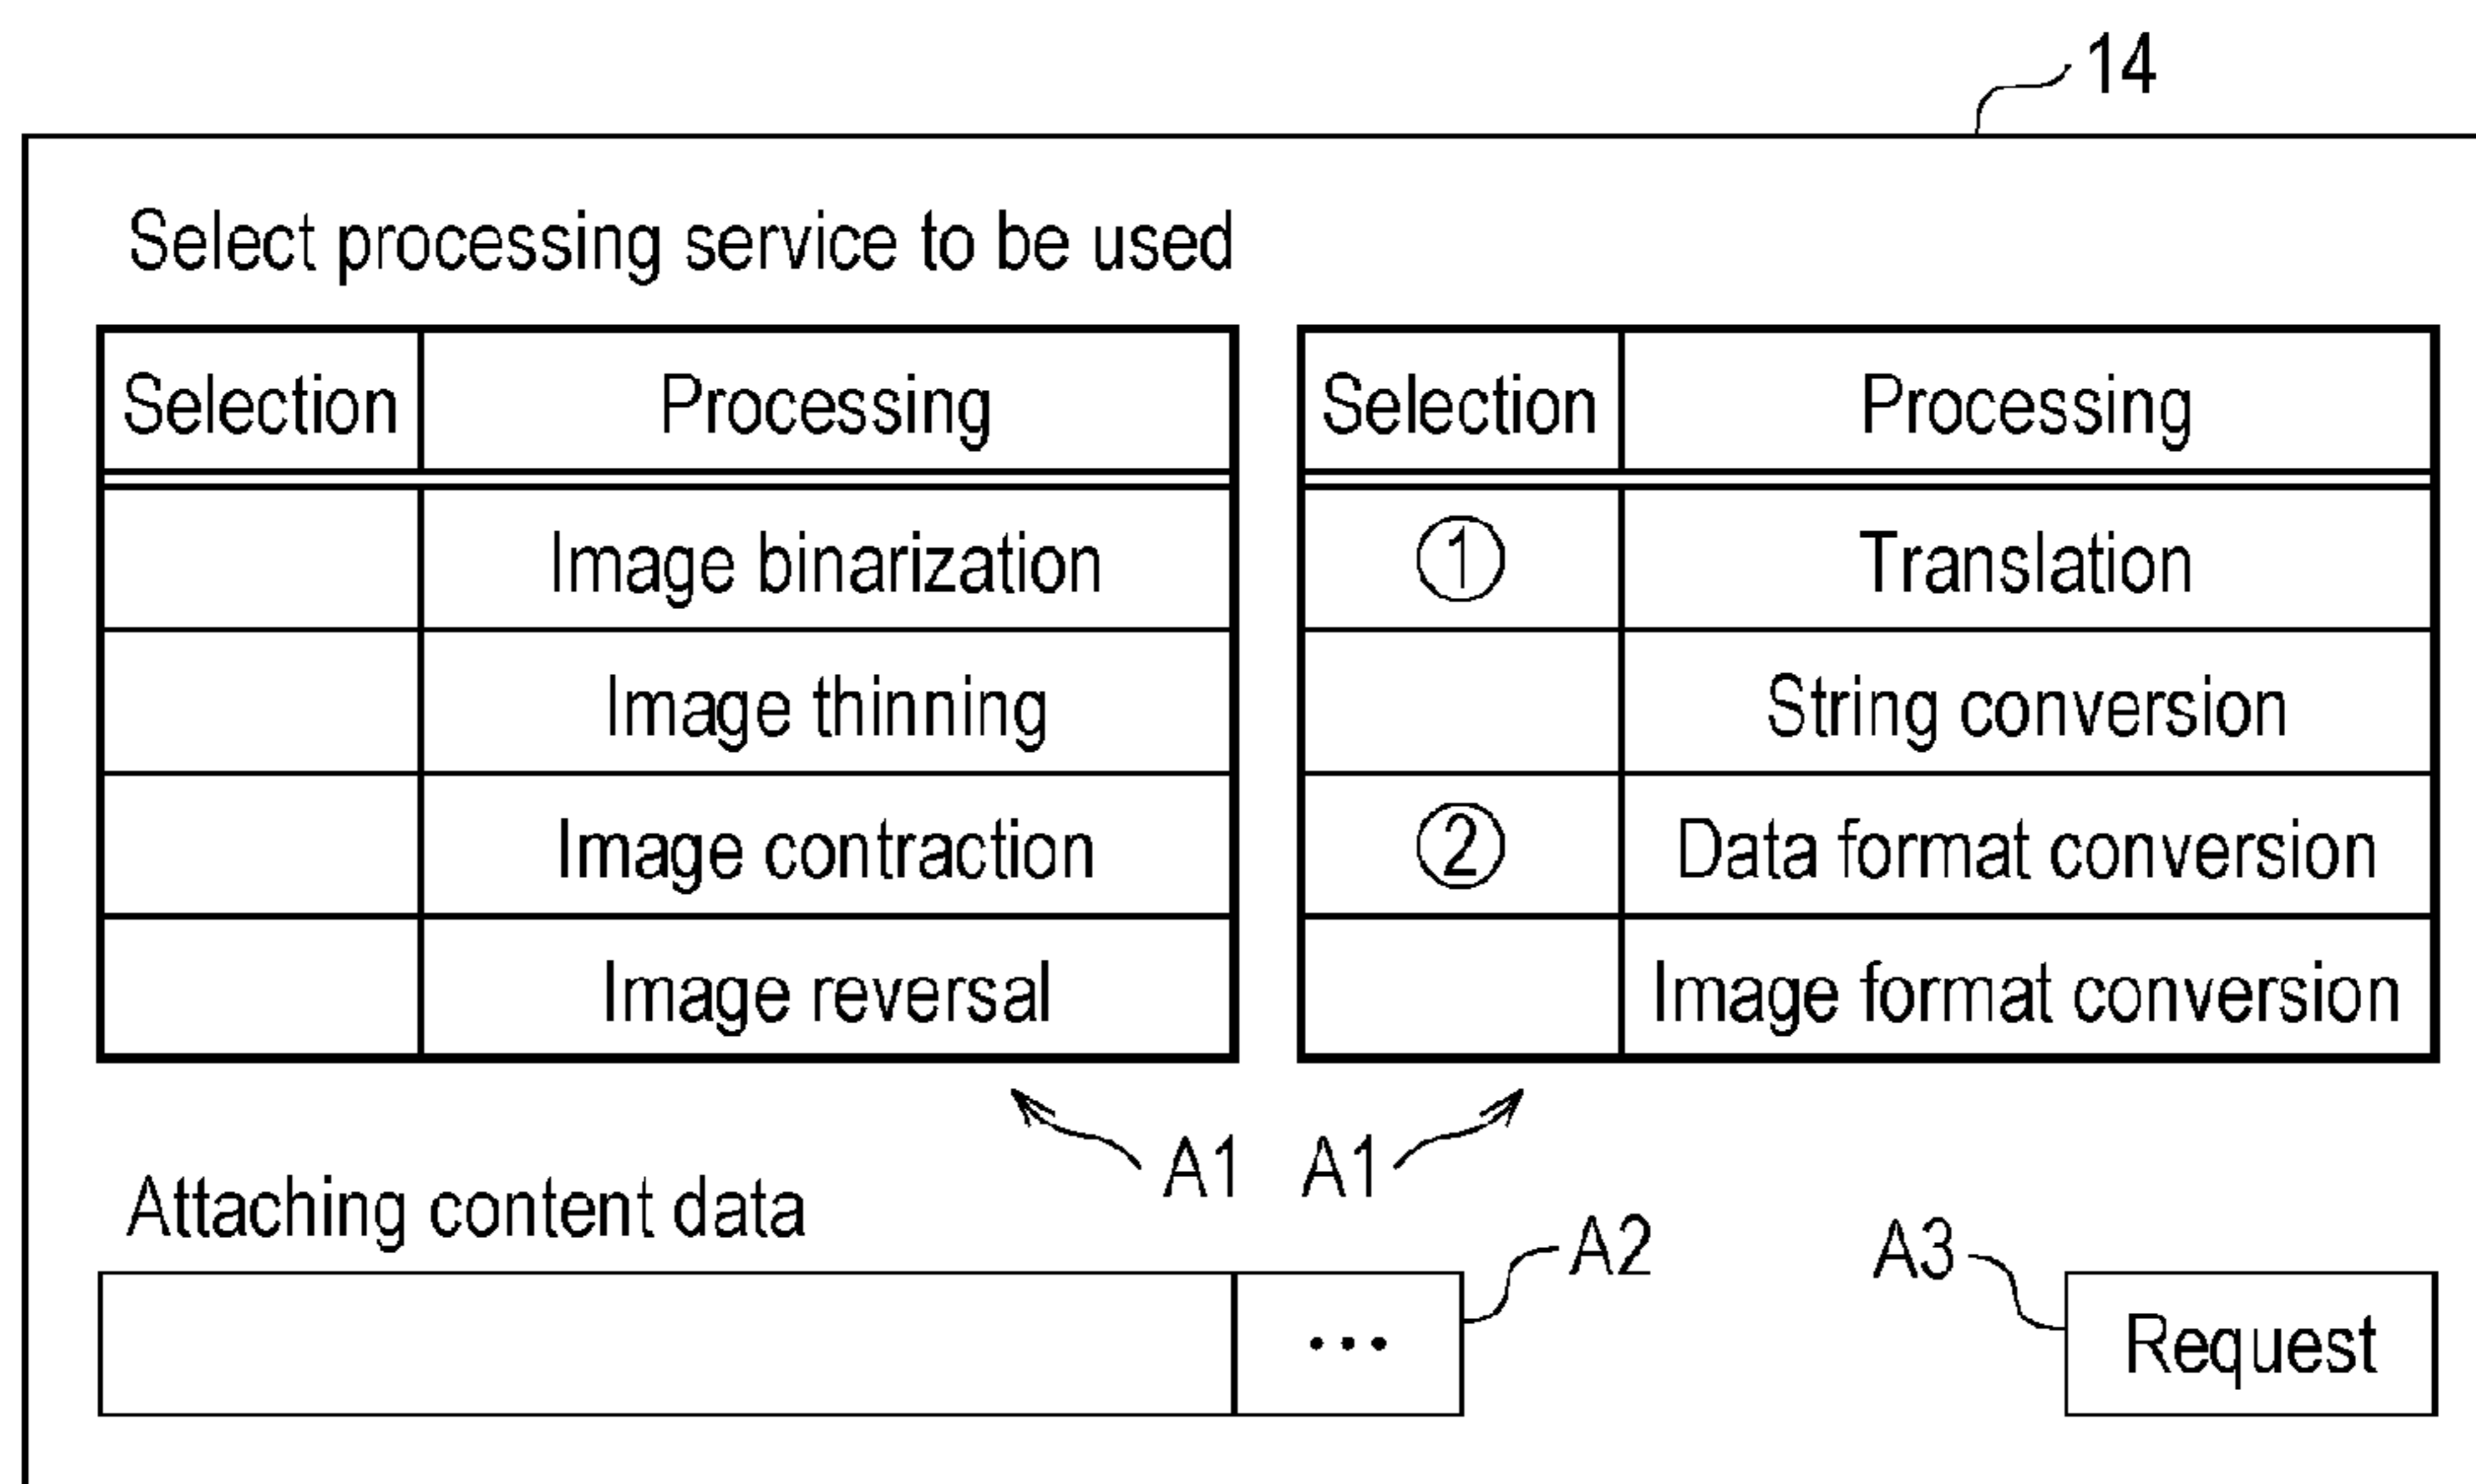 14
Select processing service to be used
Selection Processing
Image binarization
Image thinning
Image contraction
Image reversal
Selection Processing
① Translation
String conversion
② Data format conversion
Image format conversion
A1 A1
Attaching content data
A2
A3
...
Request